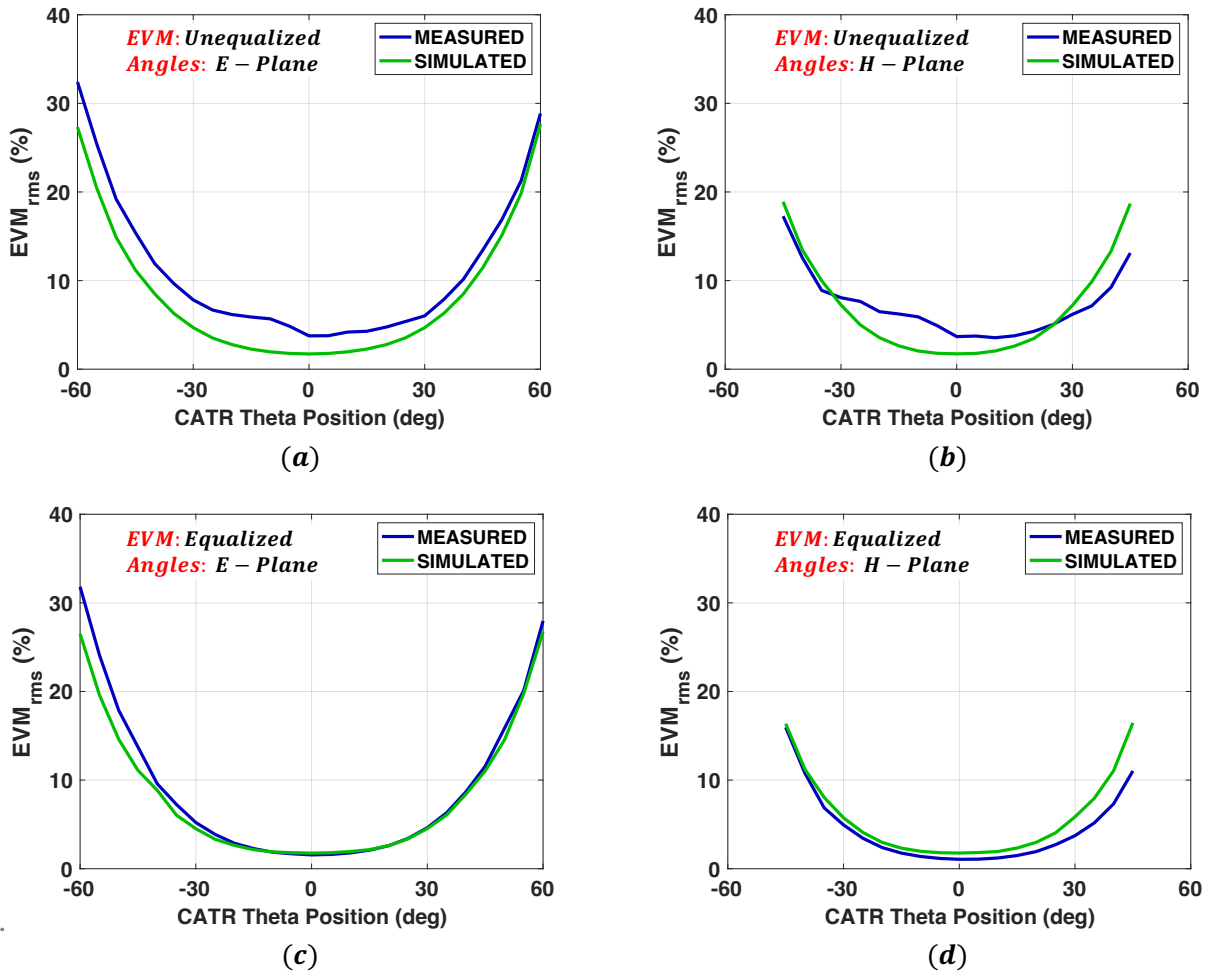 40
30
20
10
0
EVM: Unequalized
Angles: E − Plane
MEASURED
SIMULATED
EVMrms (%)
-60 -30 0 30 60
CATR Theta Position (deg)
(a)
40
30
20
10
0
EVM: Unequalized
Angles: H − Plane
MEASURED
SIMULATED
EVMrms (%)
-60 -30 0 30 60
CATR Theta Position (deg)
(b)
40
30
20
10
0
EVM: Equalized
Angles: E − Plane
MEASURED
SIMULATED
EVMrms (%)
-60 -30 0 30 60
CATR Theta Position (deg)
(c)
40
30
20
10
0
EVM: Equalized
Angles: H − Plane
MEASURED
SIMULATED
EVMrms (%)
-60 -30 0 30 60
CATR Theta Position (deg)
(d)